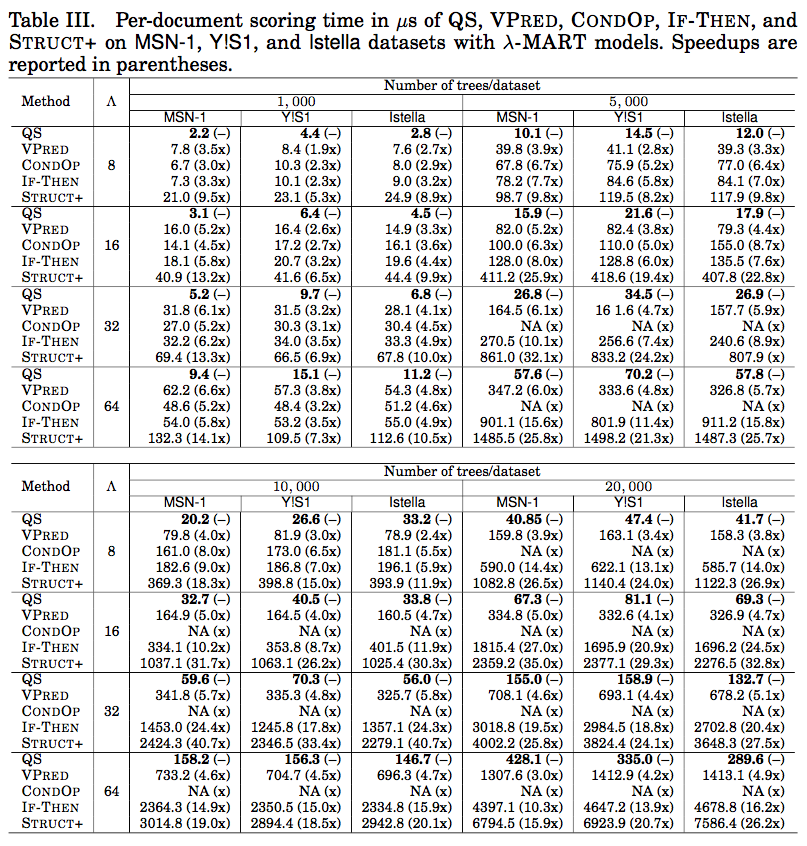 Table III. Per-document scoring time in μs of QS, VPRED, CONDOP, IF-THEN, and
STRUCT+ on MSN-1, Y!S1, and Istella datasets with λ-MART models. Speedups are
reported in parentheses.
Number of trees/dataset
Method Λ 1,000 5,000
MSN-1 Y!S1 Istella MSN-1 Y!S1 Istella
QS 2.2 (–) 4.4 (–) 2.8 (–) 10.1 (–) 14.5 (–) 12.0 (–)
VPRED 7.8 (3.5x) 8.4 (1.9x) 7.6 (2.7x) 39.8 (3.9x) 41.1 (2.8x) 39.3 (3.3x)
CONDOP 8 6.7 (3.0x) 10.3 (2.3x) 8.0 (2.9x) 67.8 (6.7x) 75.9 (5.2x) 77.0 (6.4x)
IF-THEN 7.3 (3.3x) 10.1 (2.3x) 9.0 (3.2x) 78.2 (7.7x) 84.6 (5.8x) 84.1 (7.0x)
STRUCT+ 21.0 (9.5x) 23.1 (5.3x) 24.9 (8.9x) 98.7 (9.8x) 119.5 (8.2x) 117.9 (9.8x)
QS 3.1 (–) 6.4 (–) 4.5 (–) 15.9 (–) 21.6 (–) 17.9 (–)
VPRED 16.0 (5.2x) 16.4 (2.6x) 14.9 (3.3x) 82.0 (5.2x) 82.4 (3.8x) 79.3 (4.4x)
CONDOP 16 14.1 (4.5x) 17.2 (2.7x) 16.1 (3.6x) 100.0 (6.3x) 110.0 (5.0x) 155.0 (8.7x)
IF-THEN 18.1 (5.8x) 20.7 (3.2x) 19.6 (4.4x) 128.0 (8.0x) 128.8 (6.0x) 135.5 (7.6x)
STRUCT+ 40.9 (13.2x) 41.6 (6.5x) 44.4 (9.9x) 411.2 (25.9x) 418.6 (19.4x) 407.8 (22.8x)
QS 5.2 (–) 9.7 (–) 6.8 (–) 26.8 (–) 34.5 (–) 26.9 (–)
VPRED 31.8 (6.1x) 31.5 (3.2x) 28.1 (4.1x) 164.5 (6.1x) 16 1.6 (4.7x) 157.7 (5.9x)
CONDOP 32 27.0 (5.2x) 30.3 (3.1x) 30.4 (4.5x) NA (x) NA (x) NA (x)
IF-THEN 32.2 (6.2x) 34.0 (3.5x) 33.3 (4.9x) 270.5 (10.1x) 256.6 (7.4x) 240.6 (8.9x)
STRUCT+ 69.4 (13.3x) 66.5 (6.9x) 67.8 (10.0x) 861.0 (32.1x) 833.2 (24.2x) 807.9 (x)
QS 9.4 (–) 15.1 (–) 11.2 (–) 57.6 (–) 70.2 (–) 57.8 (–)
VPRED 62.2 (6.6x) 57.3 (3.8x) 54.3 (4.8x) 347.2 (6.0x) 333.6 (4.8x) 326.8 (5.7x)
CONDOP 64 48.6 (5.2x) 48.4 (3.2x) 51.2 (4.6x) NA (x) NA (x) NA (x)
IF-THEN 54.0 (5.8x) 53.2 (3.5x) 55.0 (4.9x) 901.1 (15.6x) 801.9 (11.4x) 911.2 (15.8x)
STRUCT+ 132.3 (14.1x) 109.5 (7.3x) 112.6 (10.5x) 1485.5 (25.8x) 1498.2 (21.3x) 1487.3 (25.7x)
Number of trees/dataset
Method Λ 10,000 20,000
MSN-1 Y!S1 Istella MSN-1 Y!S1 Istella
QS 20.2 (–) 26.6 (–) 33.2 (–) 40.85 (–) 47.4 (–) 41.7 (–)
VPRED 79.8 (4.0x) 81.9 (3.0x) 78.9 (2.4x) 159.8 (3.9x) 163.1 (3.4x) 158.3 (3.8x)
CONDOP 8 161.0 (8.0x) 173.0 (6.5x) 181.1 (5.5x) NA (x) NA (x) NA (x)
IF-THEN 182.6 (9.0x) 186.8 (7.0x) 196.1 (5.9x) 590.0 (14.4x) 622.1 (13.1x) 585.7 (14.0x)
STRUCT+ 369.3 (18.3x) 398.8 (15.0x) 393.9 (11.9x) 1082.8 (26.5x) 1140.4 (24.0x) 1122.3 (26.9x)
QS 32.7 (–) 40.5 (–) 33.8 (–) 67.3 (–) 81.1 (–) 69.3 (–)
VPRED 164.9 (5.0x) 164.5 (4.0x) 160.5 (4.7x) 334.8 (5.0x) 332.6 (4.1x) 326.9 (4.7x)
CONDOP 16 NA (x) NA (x) NA (x) NA (x) NA (x) NA (x)
IF-THEN 334.1 (10.2x) 353.8 (8.7x) 401.5 (11.9x) 1815.4 (27.0x) 1695.9 (20.9x) 1696.2 (24.5x)
STRUCT+ 1037.1 (31.7x) 1063.1 (26.2x) 1025.4 (30.3x) 2359.2 (35.0x) 2377.1 (29.3x) 2276.5 (32.8x)
QS 59.6 (–) 70.3 (–) 56.0 (–) 155.0 (–) 158.9 (–) 132.7 (–)
VPRED 341.8 (5.7x) 335.3 (4.8x) 325.7 (5.8x) 708.1 (4.6x) 693.1 (4.4x) 678.2 (5.1x)
CONDOP 32 NA (x) NA (x) NA (x) NA (x) NA (x) NA (x)
IF-THEN 1453.0 (24.4x) 1245.8 (17.8x) 1357.1 (24.3x) 3018.8 (19.5x) 2984.5 (18.8x) 2702.8 (20.4x)
STRUCT+ 2424.3 (40.7x) 2346.5 (33.4x) 2279.1 (40.7x) 4002.2 (25.8x) 3824.4 (24.1x) 3648.3 (27.5x)
QS 158.2 (–) 156.3 (–) 146.7 (–) 428.1 (–) 335.0 (–) 289.6 (–)
VPRED 733.2 (4.6x) 704.7 (4.5x) 696.3 (4.7x) 1307.6 (3.0x) 1412.9 (4.2x) 1413.1 (4.9x)
CONDOP 64 NA (x) NA (x) NA (x) NA (x) NA (x) NA (x)
IF-THEN 2364.3 (14.9x) 2350.5 (15.0x) 2334.8 (15.9x) 4397.1 (10.3x) 4647.2 (13.9x) 4678.8 (16.2x)
STRUCT+ 3014.8 (19.0x) 2894.4 (18.5x) 2942.8 (20.1x) 6794.5 (15.9x) 6923.9 (20.7x) 7586.4 (26.2x)